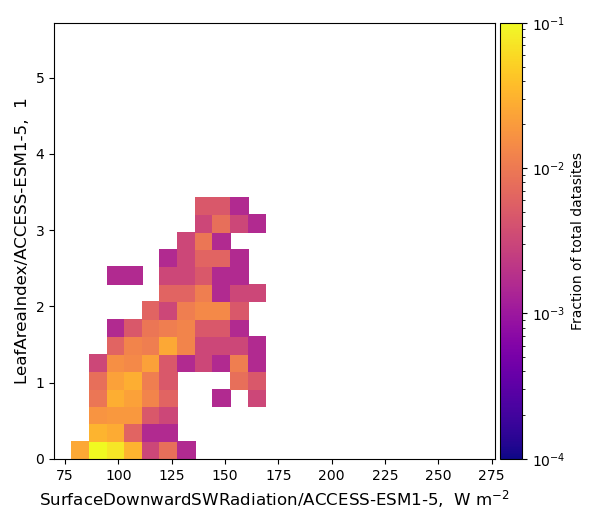 LeafAreaIndex/ACCESS-ESM1-5, 1
5
4
3
2
1
0
75 100 125 150 175 200 225 250 275
SurfaceDownwardSWRadiation/ACCESS-ESM1-5, W m⁻²
10⁻¹
10⁻²
10⁻³
10⁻⁴
Fraction of total datasites